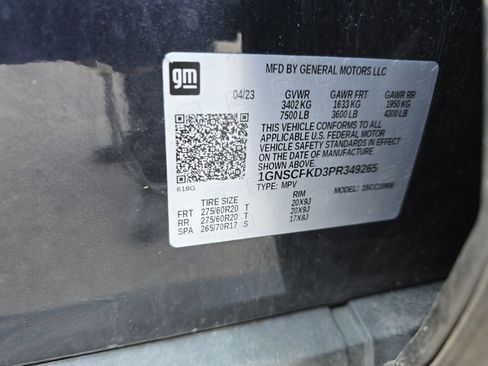 gm
MFD BY GENERAL MOTORS LLC
04/23 GVWR GAWR FRT GAWR RR
3402 KG 1633 KG 1950 KG
7500 LB 3600 LB 4300 LB
THIS VEHICLE CONFORMS TO ALL
APPLICABLE U.S. FEDERAL MOTOR
VEHICLE SAFETY STANDARDS IN EFFECT
ON THE DATE OF MANUFACTURE SHOWN ABOVE.
1GNSCFKD3PR349265
618G TYPE: MPV MODEL:
TIRE SIZE RIM
FRT 275/60R20 T 20X9J
RR 275/60R20 T 20X9J
SPA 265/70R17 S 17X8J